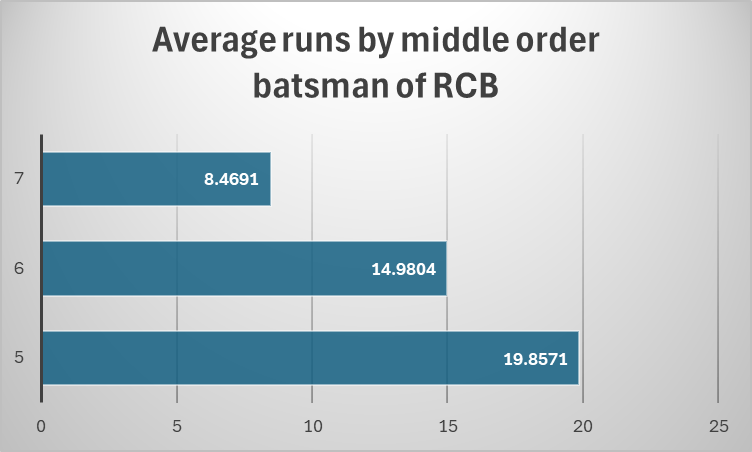 Average runs by middle order
batsman of RCB
7 8.4691
6 14.9804
5 19.8571
0 5 10 15 20 25